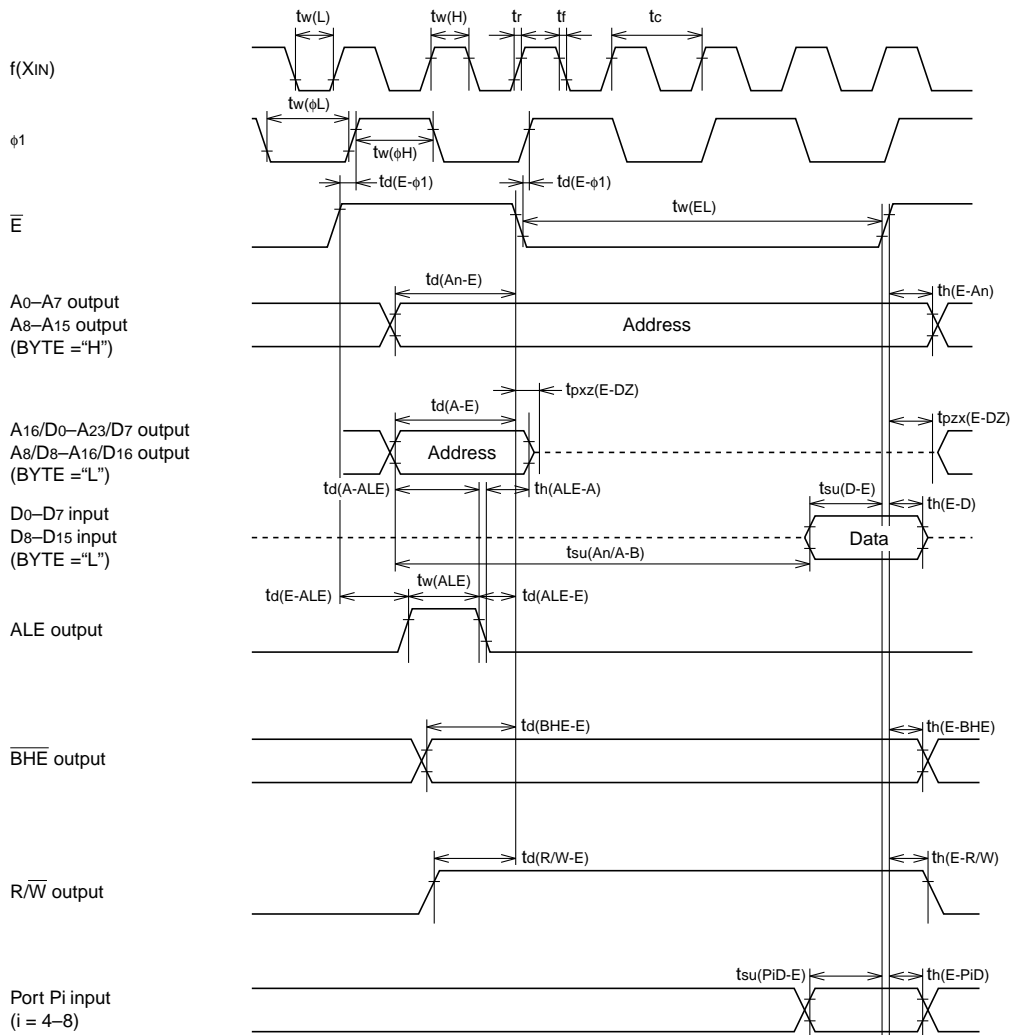 tw(L) tw(H) tr tf tc
f(XIN)
tw(ϕL)
ϕ1
tw(ϕH)
td(E-ϕ1) td(E-ϕ1)
tw(EL)
E
td(An-E)
th(E-An)
A0–A7 output
A8–A15 output
(BYTE =“H”)
Address
tpxz(E-DZ)
td(A-E)
tpzx(E-DZ)
A16/D0–A23/D7 output
A8/D8–A16/D16 output
(BYTE =“L”)
Address
td(A-ALE) th(ALE-A)
tsu(D-E)
th(E-D)
D0–D7 input
D8–D15 input
(BYTE =“L”)
Data
tsu(An/A-B)
tw(ALE)
td(E-ALE) td(ALE-E)
ALE output
td(BHE-E) th(E-BHE)
BHE output
td(R/W-E) th(E-R/W)
R/W output
tsu(PiD-E) th(E-PiD)
Port Pi input
(i = 4–8)